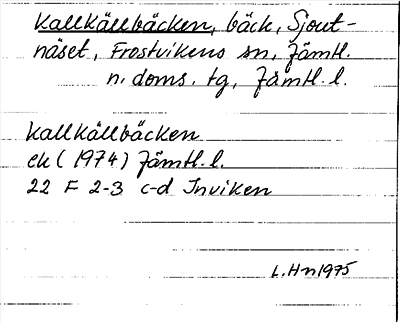 Kallkällbäcken, bäck, Sjout-
näset, Frostvikens sn, Jämtl.
n. doms. tg, Jämtl. l.
Kallkällbäcken
ek (1974) Jämtl. l.
22 F 2-3 c-d Inviken
L. Hn 1975